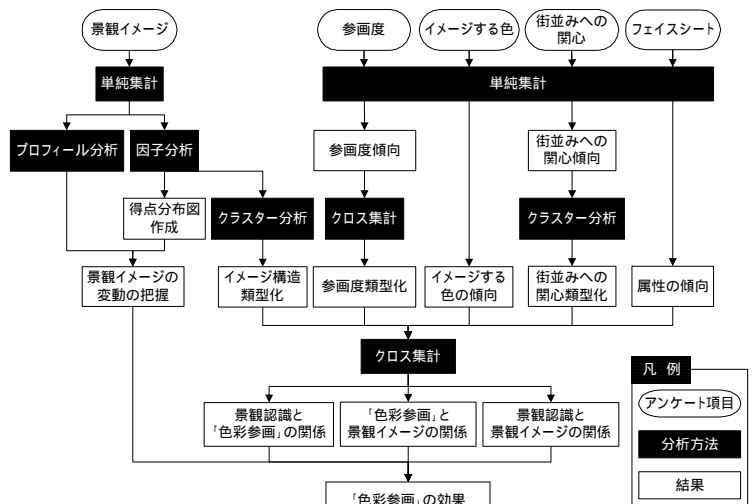 景観イメージ
参画度
イメージする色
街並みへの
関心
フェイスシート
単純集計
単純集計
プロフィール分析
因子分析
参画度傾向
街並みへの
関心傾向
得点分布図
作成
クラスター分析
クロス集計
クラスター分析
景観イメージの
変動の把握
イメージ構造
類型化
参画度類型化
イメージする
色の傾向
街並みへの
関心類型化
属性の傾向
クロス集計
景観認識と
「色彩参画」の関係
「色彩参画」と
景観イメージの関係
景観認識と
景観イメージの関係
「色彩参画」の効果
凡 例
アンケート項目
分析方法
結果